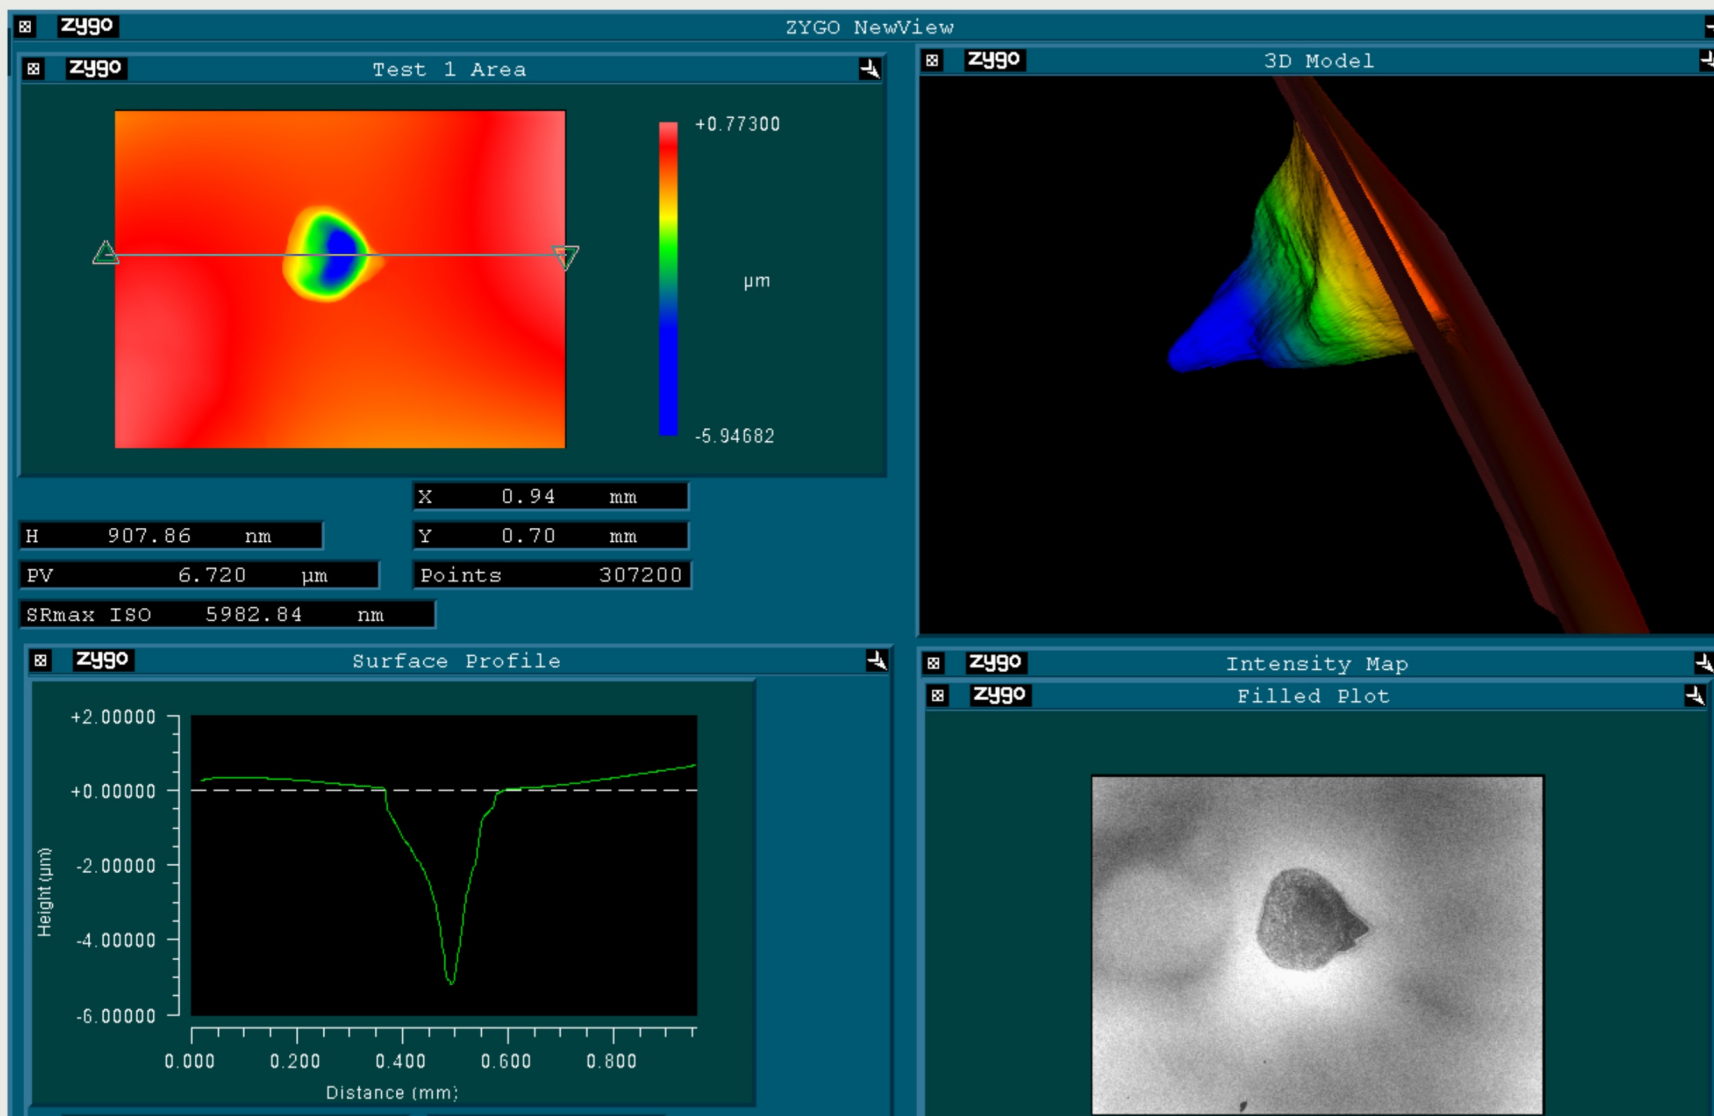 zygo ZYGO NewView
zygo Test 1 Area
+0.77300
µm
-5.94682
X 0.94 mm
H 907.86 nm
Y 0.70 mm
PV 6.720 µm
Points 307200
SRmax ISO 5982.84 nm
zygo Surface Profile
+2.00000
+0.00000
-2.00000
-4.00000
-6.00000
Height (µm)
0.000 0.200 0.400 0.600 0.800
Distance (mm)
zygo 3D Model
zygo Intensity Map
zygo Filled Plot